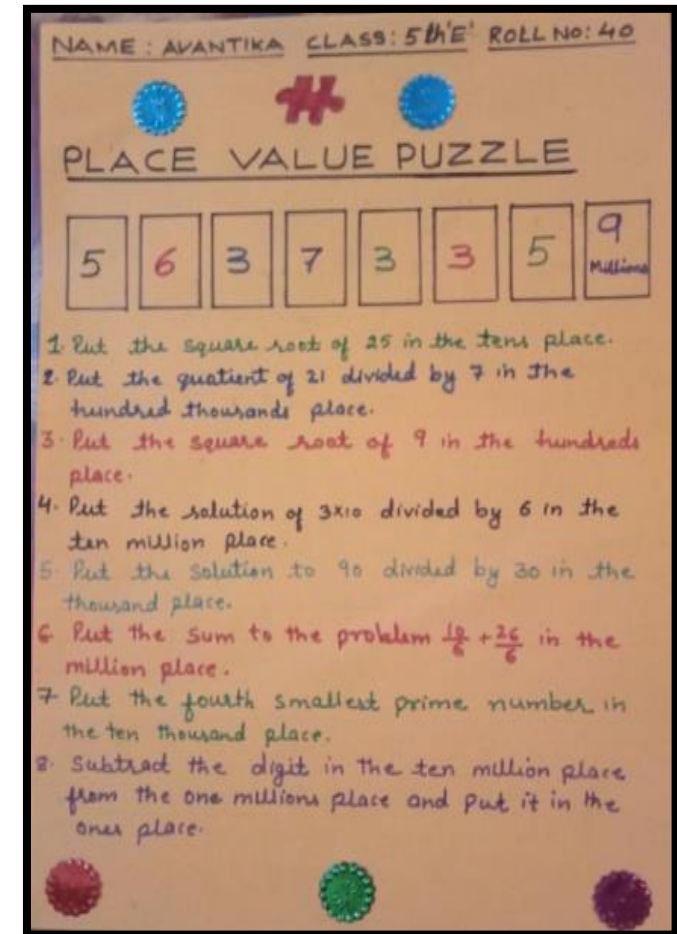 NAME : AVANTIKA CLASS: 5th'E' ROLL NO: 40
PLACE VALUE PUZZLE
5 6 3 7 3 3 5 9
Millions
1. Put the square root of 25 in the tens place.
2. Put the quatient of 21 divided by 7 in the
hundred thousands place.
3. Put the square root of 9 in the hundreds
place.
4. Put the solution of 3x10 divided by 6 in the
ten million place.
5. Put the solution to 90 divided by 30 in the
thousand place.
6 Put the sum to the problem 10/6 + 26/6 in the
million place.
7 Put the fourth smallest prime number in
the ten thousand place.
8. Subtract the digit in the ten million place
from the one millions place and put it in the
ones place.